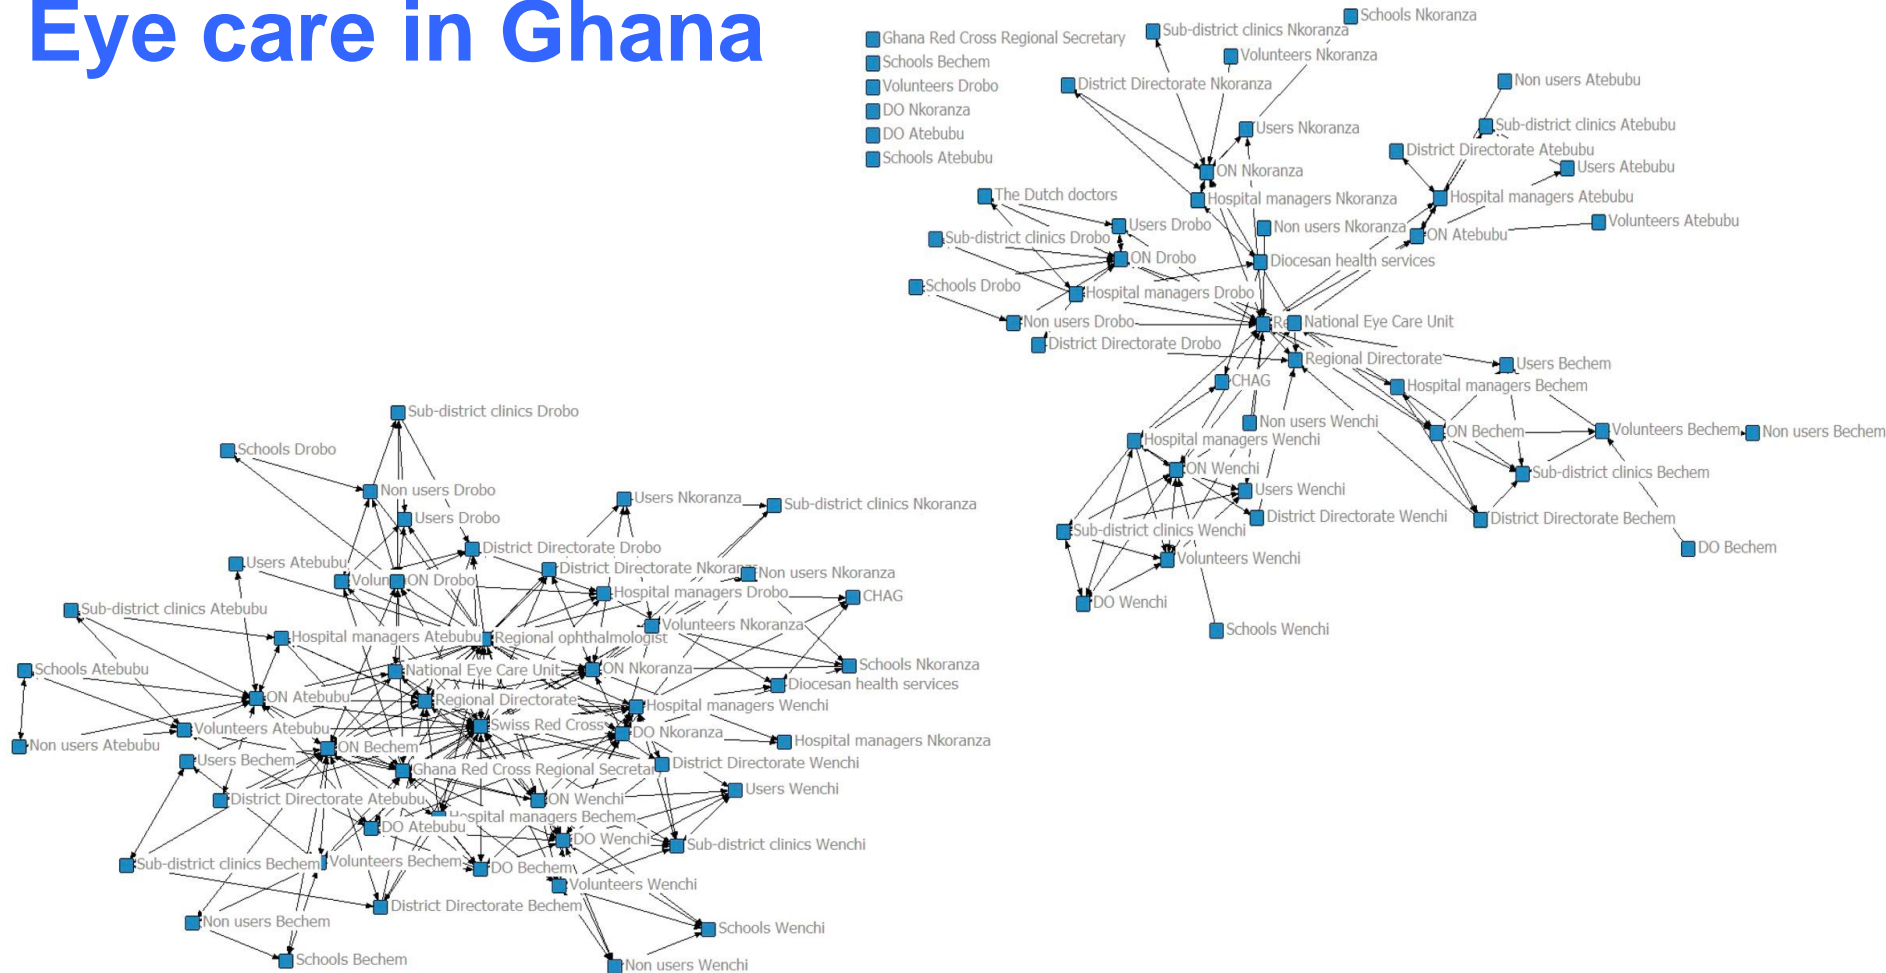 Eye care in Ghana
Ghana Red Cross Regional Secretary
Schools Bechem
Volunteers Drobo
DO Nkoranza
DO Atebubu
Schools Atebubu
Schools Nkoranza
Sub-district clinics Nkoranza
Volunteers Nkoranza
District Directorate Nkoranza
Non users Atebubu
Users Nkoranza
Sub-district clinics Atebubu
District Directorate Atebubu
Users Atebubu
ON Nkoranza
Hospital managers Nkoranza
Hospital managers Atebubu
The Dutch doctors
Users Drobo
Non users Nkoranza
Volunteers Atebubu
ON Atebubu
Sub-district clinics Drobo
ON Drobo
Diocesan health services
Schools Drobo
Hospital managers Drobo
Non users Drobo
National Eye Care Unit
District Directorate Drobo
Regional Directorate
Users Bechem
CHAG
Hospital managers Bechem
Non users Wenchi
ON Bechem
Volunteers Bechem
Non users Bechem
Hospital managers Wenchi
ON Wenchi
Sub-district clinics Bechem
Users Wenchi
District Directorate Wenchi
District Directorate Bechem
Sub-district clinics Wenchi
Volunteers Wenchi
DO Bechem
DO Wenchi
Schools Wenchi
Sub-district clinics Drobo
Schools Drobo
Non users Drobo
Users Nkoranza
Sub-district clinics Nkoranza
Users Drobo
District Directorate Drobo
Users Atebubu
District Directorate
Non users Nkoranza
ON Drobo
Hospital managers Drobo
CHAG
Sub-district clinics Atebubu
Volunteers Nkoranza
Hospital managers Atebubu
Regional ophthalmologist
Schools Atebubu
National Eye Care Unit
ON Nkoranza
Schools Nkoranza
Diocesan health services
ON Atebubu
Regional Directorate
Hospital managers Wenchi
Volunteers Atebubu
Swiss Red Cross
DO Nkoranza
Non users Atebubu
ON Bechem
Hospital managers Nkoranza
Users Bechem
Ghana Red Cross Regional
District Directorate Wenchi
District Directorate Atebubu
ON Wenchi
Users Wenchi
Hospital managers Bechem
DO Atebubu
DO Wenchi
Sub-district clinics Wenchi
Sub-district clinics Bechem
Volunteers Bechem
DO Bechem
Volunteers Wenchi
District Directorate Bechem
Non users Bechem
Schools Wenchi
Schools Bechem
Non users Wenchi